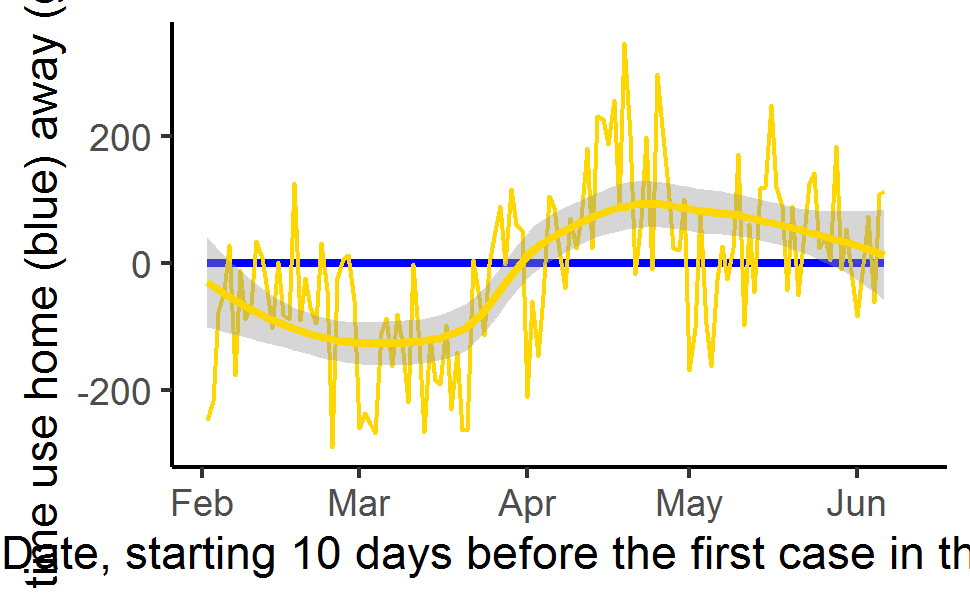 time use home (blue) away (
200
0
-200
Feb Mar Apr May Jun
Date, starting 10 days before the first case in th